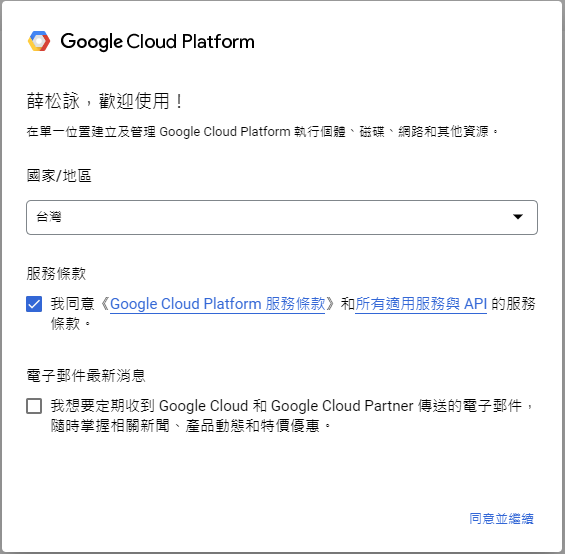 Google Cloud Platform
薛松詠，歡迎使用！
在單一位置建立及管理 Google Cloud Platform 執行個體、磁碟、網路和其他資源。
國家/地區
台灣
服務條款
我同意《Google Cloud Platform 服務條款》和所有適用服務與 API 的服務
條款。
電子郵件最新消息
我想要定期收到 Google Cloud 和 Google Cloud Partner 傳送的電子郵件，
隨時掌握相關新聞、產品動態和特價優惠。
同意並繼續